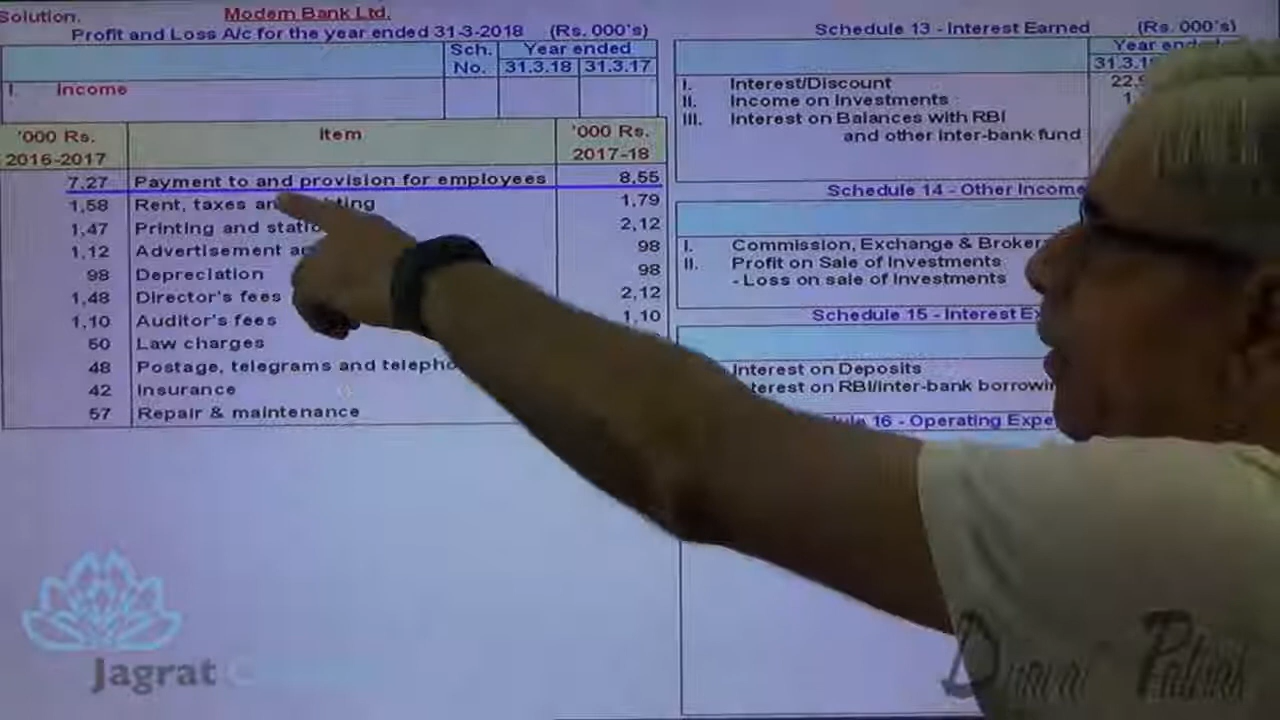 Solution.
Modern Bank Ltd.
Profit and Loss A/c for the year ended 31-3-2018 (Rs. 000's)
Sch. No.
Year ended
31.3.18 31.3.17
I. Income
'000 Rs. 2016-2017 Item '000 Rs. 2017-18
7,27 Payment to and provision for employees 8,55
1,58 Rent, taxes 1,79
1,47 Printing and 2,12
1,12 Advertisement 98
98 Depreciation 98
1,48 Director's fees 2,12
1,10 Auditor's fees 1,10
50 Law charges
48 Postage, telegrams and
42 Insurance
57 Repair & maintenance
Schedule 13 - Interest Earned (Rs. 000's)
Year ended
I. Interest/Discount
II. Income on Investments
III. Interest on Balances with RBI
and other inter-bank fund
Schedule 14 - Other Income
I. Commission, Exchange &
II. Profit on Sale of Investments
- Loss on sale of Investments
Schedule 15 - Interest
Interest on Deposits
on RBI/inter-bank
16 - Operating
Jagrat